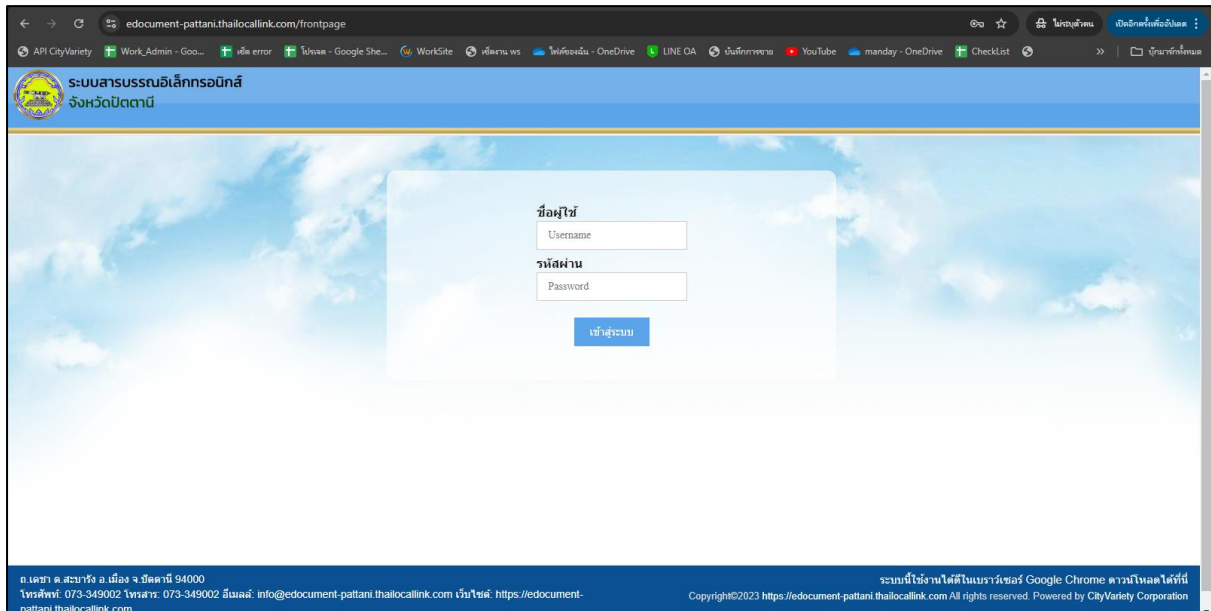 edocument-pattani.thailocallink.com/frontpage
ไม่ระบุตัวตน
เปิดอีกครั้งเพื่ออัปเดต
API CityVariety
Work_Admin - Goo...
เช็ค error
โปรเจค - Google She...
WorkSite
เช็คงาน ws
ไฟล์ของฉัน - OneDrive
LINE OA
บันทึกการขาย
YouTube
manday - OneDrive
CheckList
»
บุ๊กมาร์กทั้งหมด
ระบบสารบรรณอิเล็กทรอนิกส์
จังหวัดปัตตานี
ชื่อผู้ใช้
Username
รหัสผ่าน
Password
เข้าสู่ระบบ
ถ.เดชา ต.สะบารัง อ.เมือง จ.ปัตตานี 94000
โทรศัพท์: 073-349002 โทรสาร: 073-349002 อีเมลล์: info@edocument-pattani.thailocallink.com เว็บไซต์: https://edocument-
pattani.thailocallink.com
ระบบนี้ใช้งานได้ดีในเบราว์เซอร์ Google Chrome ดาวน์โหลดได้ที่นี่
Copyright©2023 https://edocument-pattani.thailocallink.com All rights reserved. Powered by CityVariety Corporation